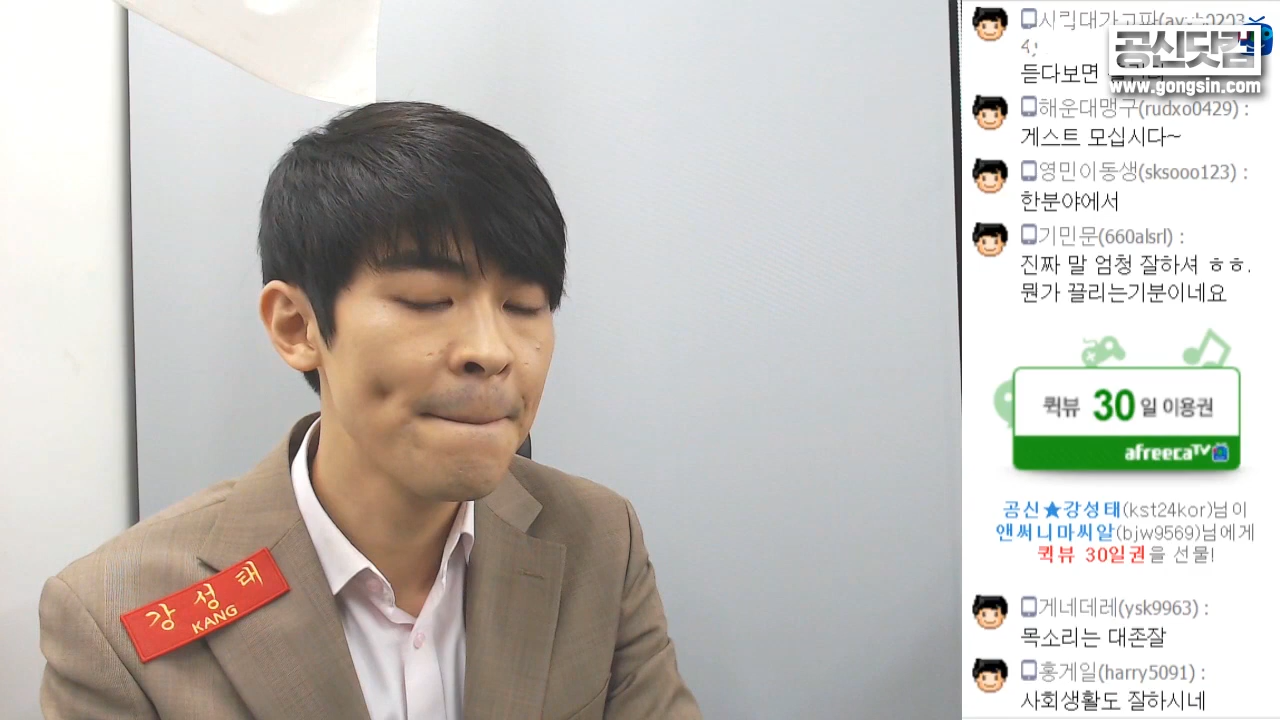 강성태
KANG
공신닷컴
www.gongsin.com
듣다보면
해운대맹구(rudxo0429) :
게스트 모십시다~
영민이동생(sksooo123) :
한분야에서
기민문(660alsrl) :
진짜 말 엄청 잘하셔 ㅎㅎ.
뭔가 끌리는기분이네요
퀵뷰 30일 이용권
afreecaTV
공신★강성태(kst24kor)님이
앤써니마씨알(bjw9569)님에게
퀵뷰 30일권을 선물!
게네데레(ysk9963) :
목소리는 대존잘
홍게일(harry5091) :
사회생활도 잘하시네